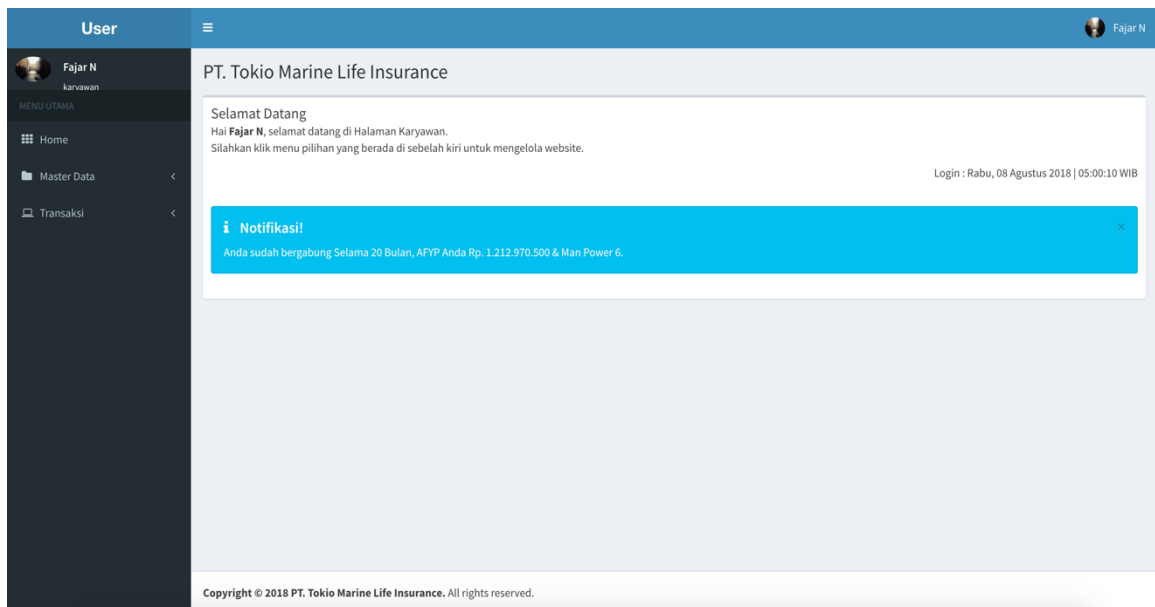 User
Fajar N
Fajar N
karyawan
MENU UTAMA
Home
Master Data
Transaksi
PT. Tokio Marine Life Insurance
Selamat Datang
Hai Fajar N, selamat datang di Halaman Karyawan.
Silahkan klik menu pilihan yang berada di sebelah kiri untuk mengelola website.
Login : Rabu, 08 Agustus 2018 | 05:00:10 WIB
Notifikasi!
Anda sudah bergabung Selama 20 Bulan, AFYP Anda Rp. 1.212.970.500 & Man Power 6.
Copyright © 2018 PT. Tokio Marine Life Insurance. All rights reserved.